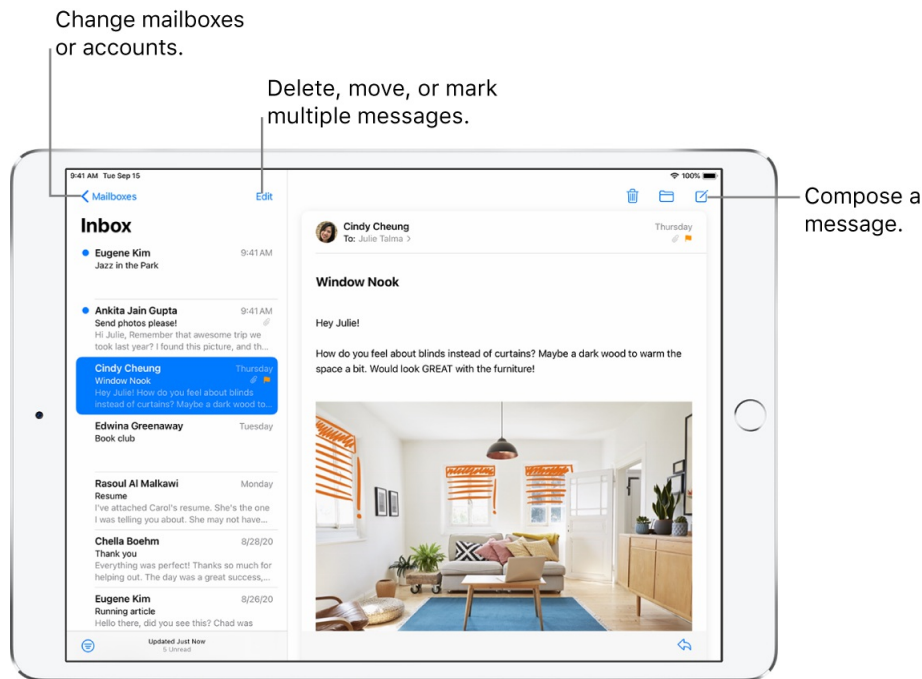 Change mailboxes
or accounts.
Delete, move, or mark
multiple messages.
9:41 AM Tue Sep 15
100%
Mailboxes
Edit
Compose a
message.
Inbox
Eugene Kim 9:41 AM
Jazz in the Park
Ankita Jain Gupta 9:41 AM
Send photos please!
Hi Julie, Remember that awesome trip we
took last year? I found this picture, and th...
Cindy Cheung Thursday
Window Nook
Hey Julie! How do you feel about blinds
instead of curtains? Maybe a dark wood to...
Edwina Greenaway Tuesday
Book club
Rasoul Al Malkawi Monday
Resume
I've attached Carol's resume. She's the one
I was telling you about. She may not have...
Chella Boehm 8/28/20
Thank you
Everything was perfect! Thanks so much for
helping out. The day was a great success,...
Eugene Kim 8/26/20
Running article
Hello there, did you see this? Chad was
Updated Just Now
5 Unread
Cindy Cheung Thursday
To: Julie Talma >
Window Nook
Hey Julie!
How do you feel about blinds instead of curtains? Maybe a dark wood to warm the
space a bit. Would look GREAT with the furniture!